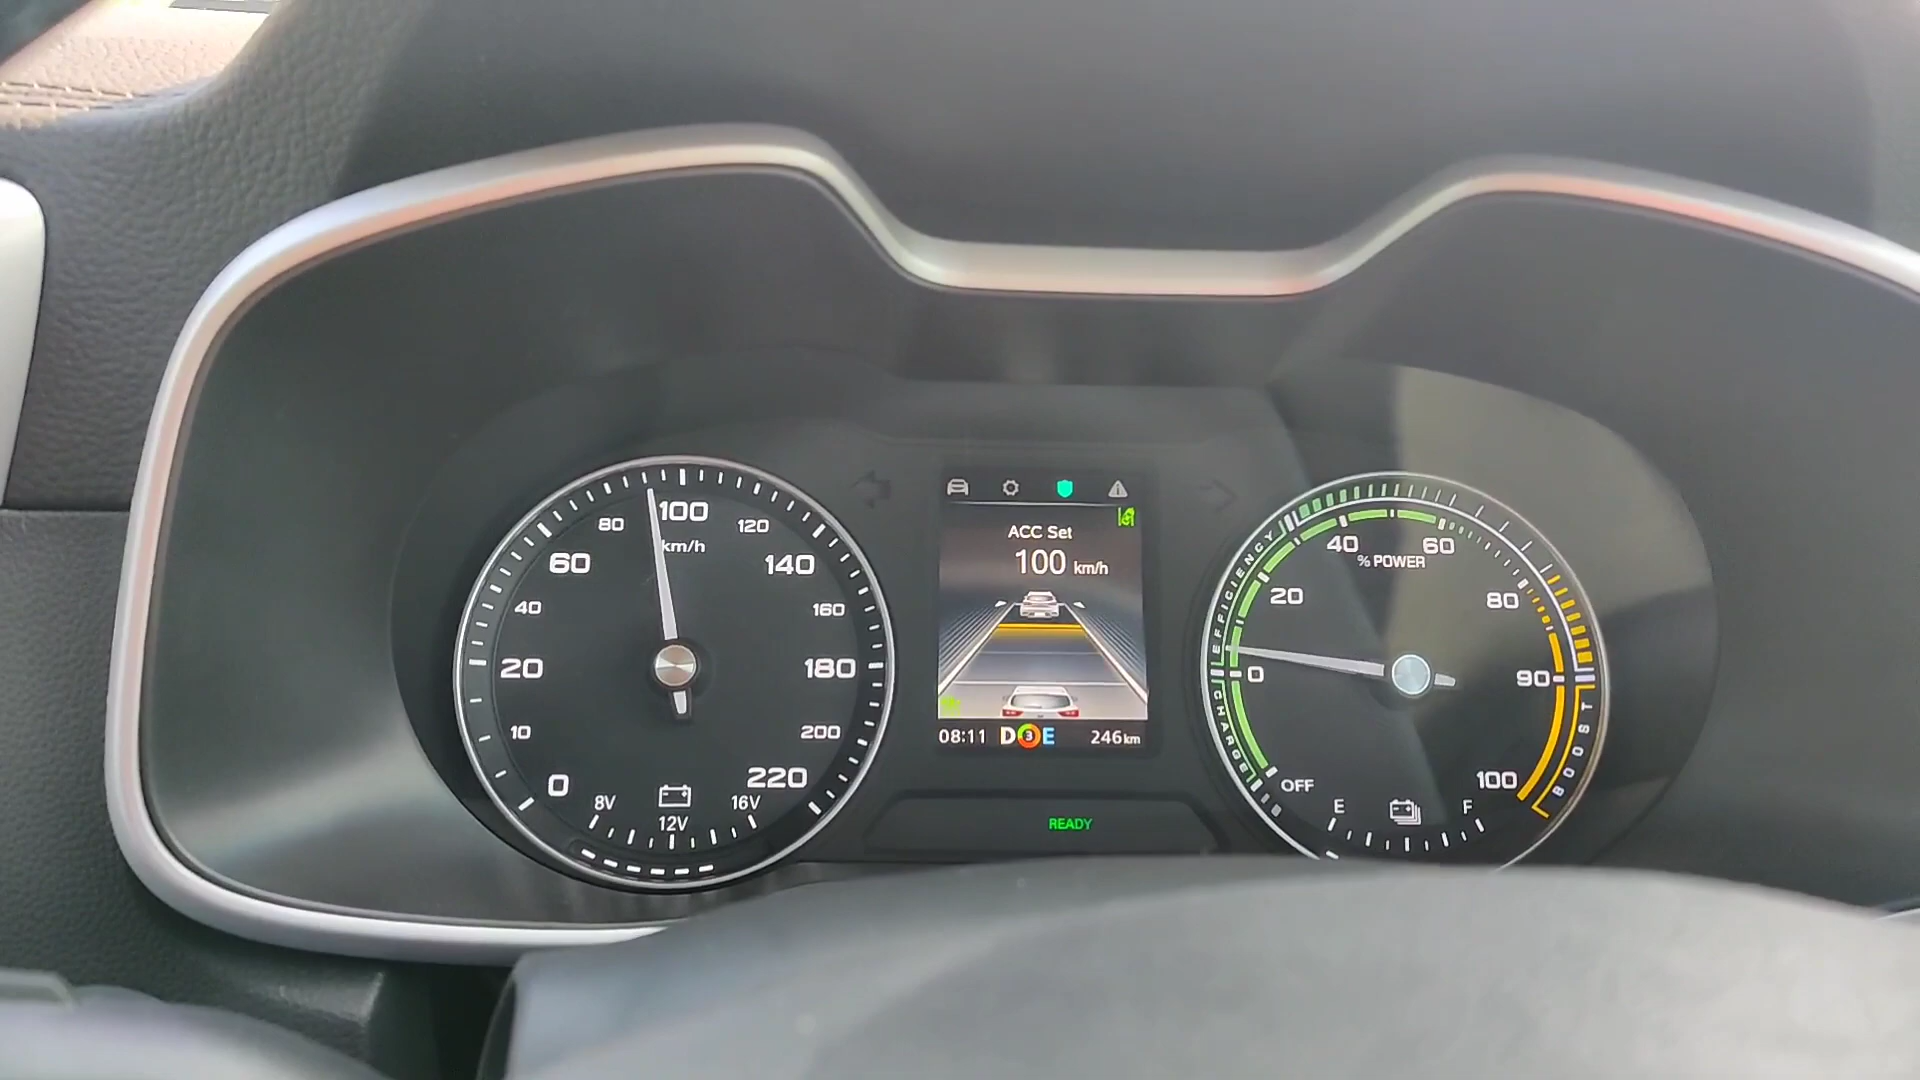 100
80
120
km/h
60
140
40
160
20
180
10
200
0
220
8V
16V
12V
ACC Set
100 km/h
08:11 D 3 E 246km
READY
EFFICIENCY
40
60
% POWER
20
80
0
90
CHARGE
BOOST
OFF
100
E
F